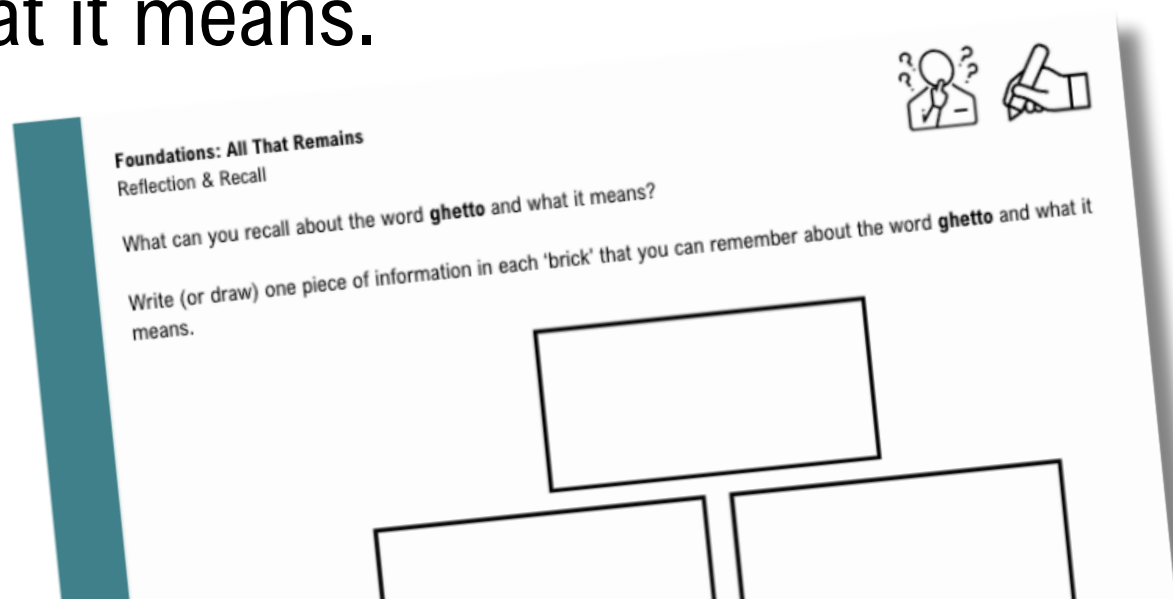 at it means.
Foundations: All That Remains
Reflection & Recall
What can you recall about the word ghetto and what it means?
Write (or draw) one piece of information in each ‘brick’ that you can remember about the word ghetto and what it
means.